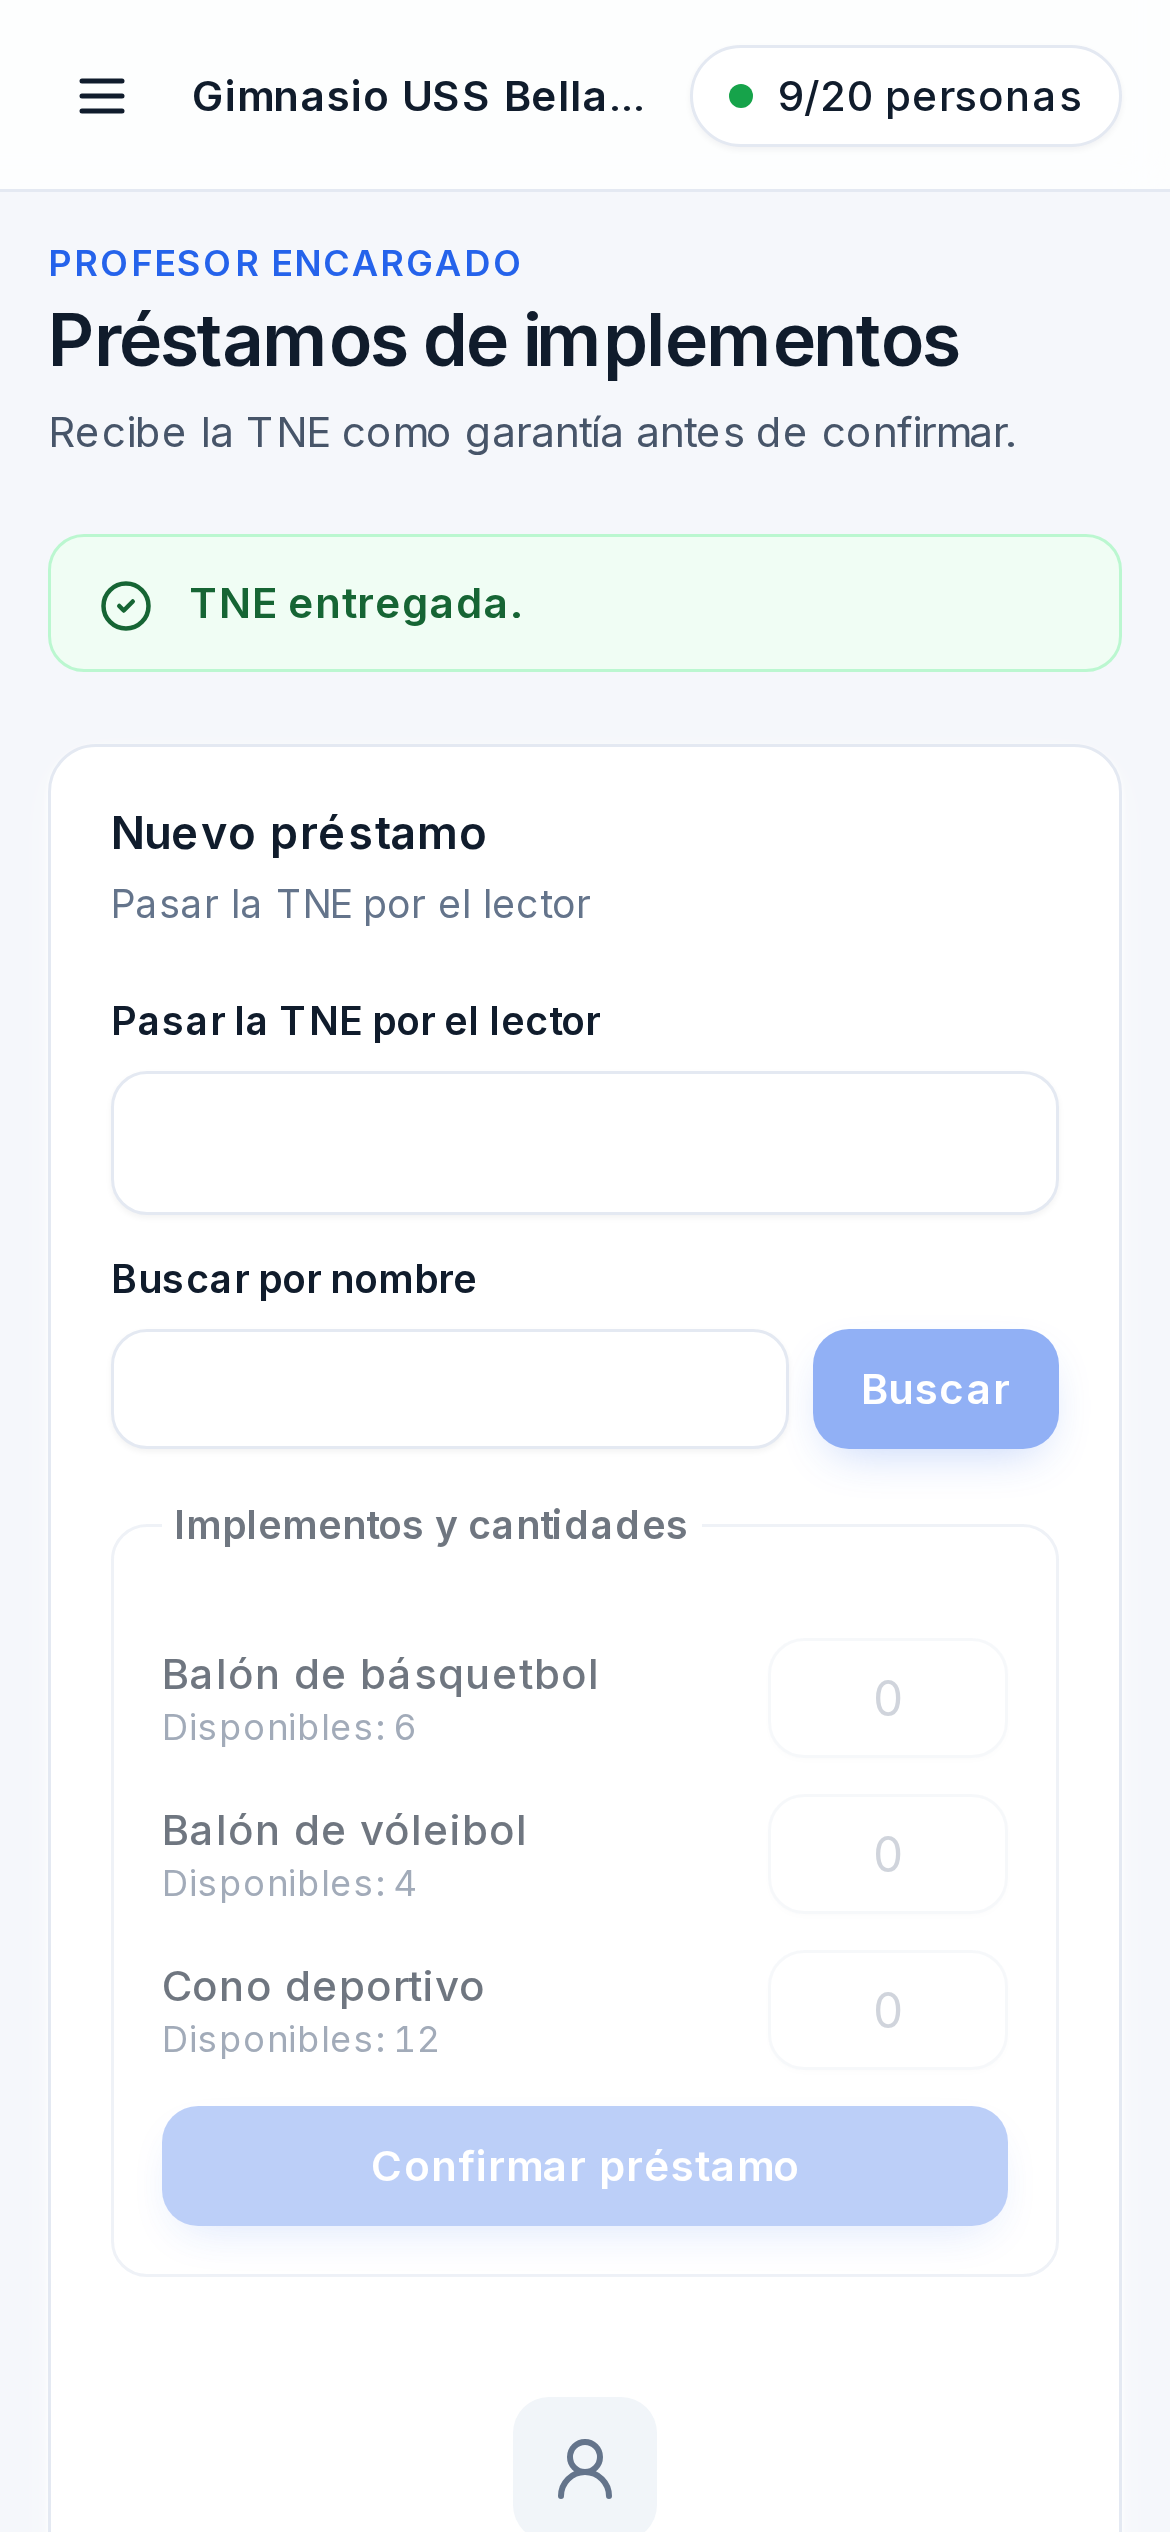 Gimnasio USS Bella...
9/20 personas
PROFESOR ENCARGADO
Préstamos de implementos
Recibe la TNE como garantía antes de confirmar.
TNE entregada.
Nuevo préstamo
Pasar la TNE por el lector
Pasar la TNE por el lector
Buscar por nombre
Buscar
Implementos y cantidades
Balón de básquetbol
0
Disponibles: 6
Balón de vóleibol
0
Disponibles: 4
Cono deportivo
0
Disponibles: 12
Confirmar préstamo